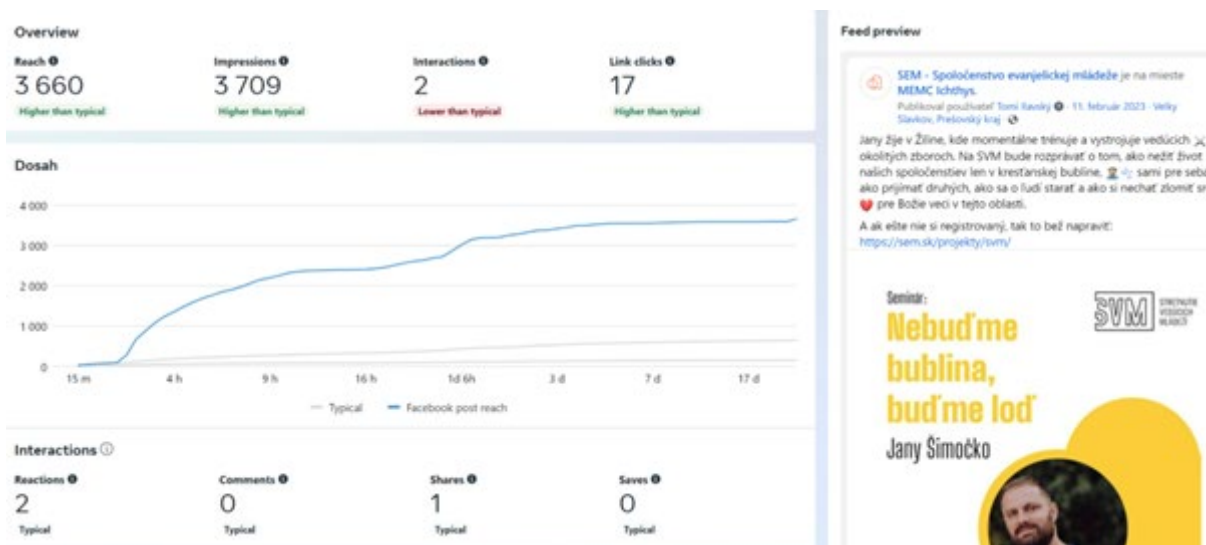 Overview
Reach
3 660
Higher than typical
Impressions
3 709
Higher than typical
Interactions
2
Lower than typical
Link clicks
17
Higher than typical
Dosah
4 000
3 000
2 000
1 000
0
15 m 4 h 9 h 16 h 1d 6h 3 d 7 d 17 d
Typical Facebook post reach
Interactions
Reactions
2
Typical
Comments
0
Typical
Shares
1
Typical
Saves
0
Typical
Feed preview
SEM - Spoločenstvo evanjelickej mládeže je na mieste
MEMC Ichthys.
Publikoval používateľ Tomi · 11. február 2023 · Veľký
Slavkov, Prešovský kraj ·
Jany žije v Žiline, kde momentálne trénuje a vystrojuje vedúcich
okolitých zboroch. Na SVM bude rozprávať o tom, ako nežiť život
našich spoločenstiev len v kresťanskej bubline, sami pre seba
ako prijímať druhých, ako sa o ľudí starať a ako si nechať zlomiť
pre Božie veci v tejto oblasti.
A ak ešte nie si registrovaný, tak to bež napraviť:
https://sem.sk/projekty/svm/
Seminár:
Nebuďme
bublina,
buďme loď
Jany Šimočko
SVM
STRETNUTIE
VEDÚCICH
MLÁDEŽE